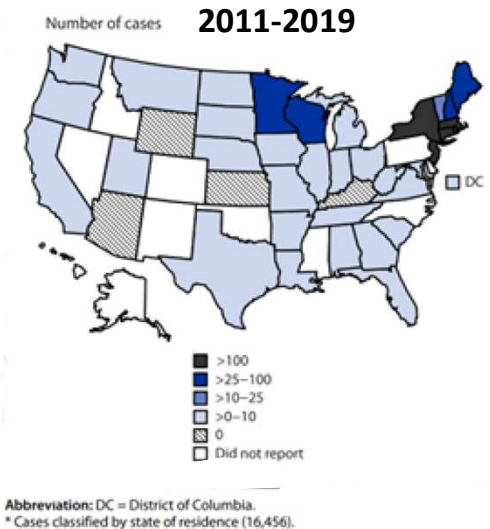 Number of cases
2011-2019
DC
>100
>25–100
>10–25
>0–10
0
Did not report
Abbreviation: DC = District of Columbia.
* Cases classified by state of residence (16,456).